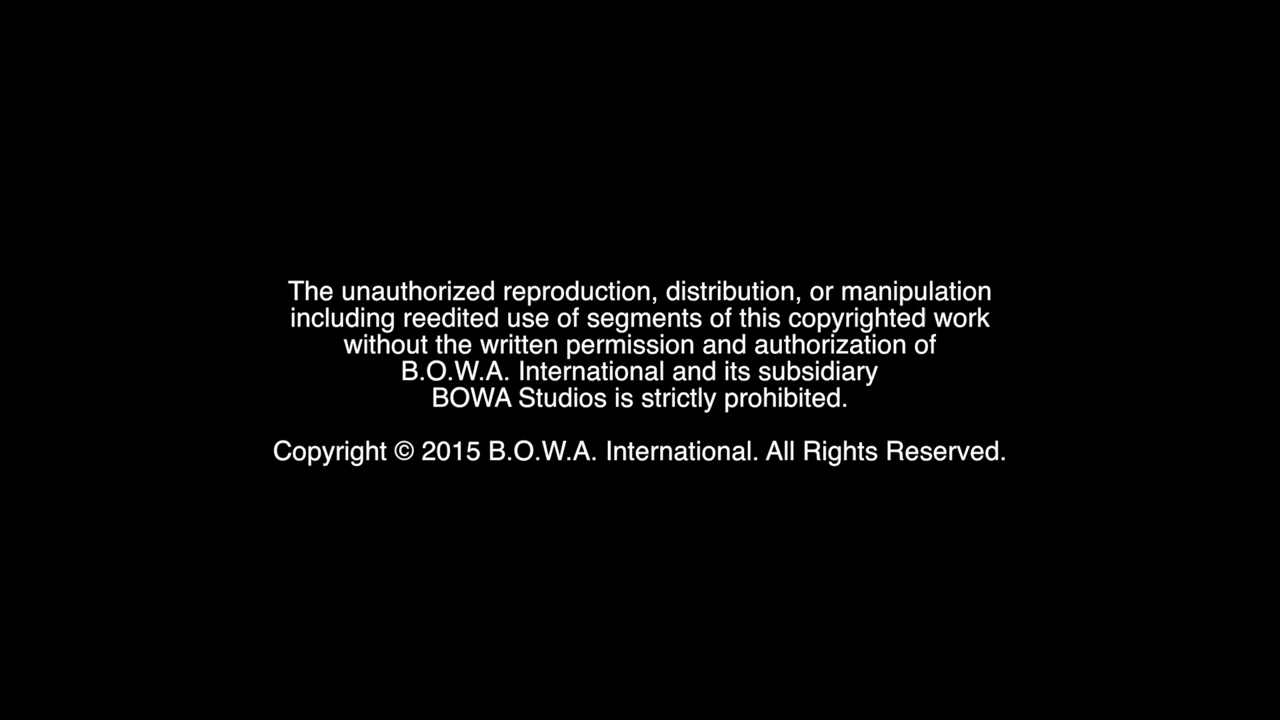 The unauthorized reproduction, distribution, or manipulation
including reedited use of segments of this copyrighted work
without the written permission and authorization of
B.O.W.A. International and its subsidiary
BOWA Studios is strictly prohibited.
Copyright © 2015 B.O.W.A. International. All Rights Reserved.